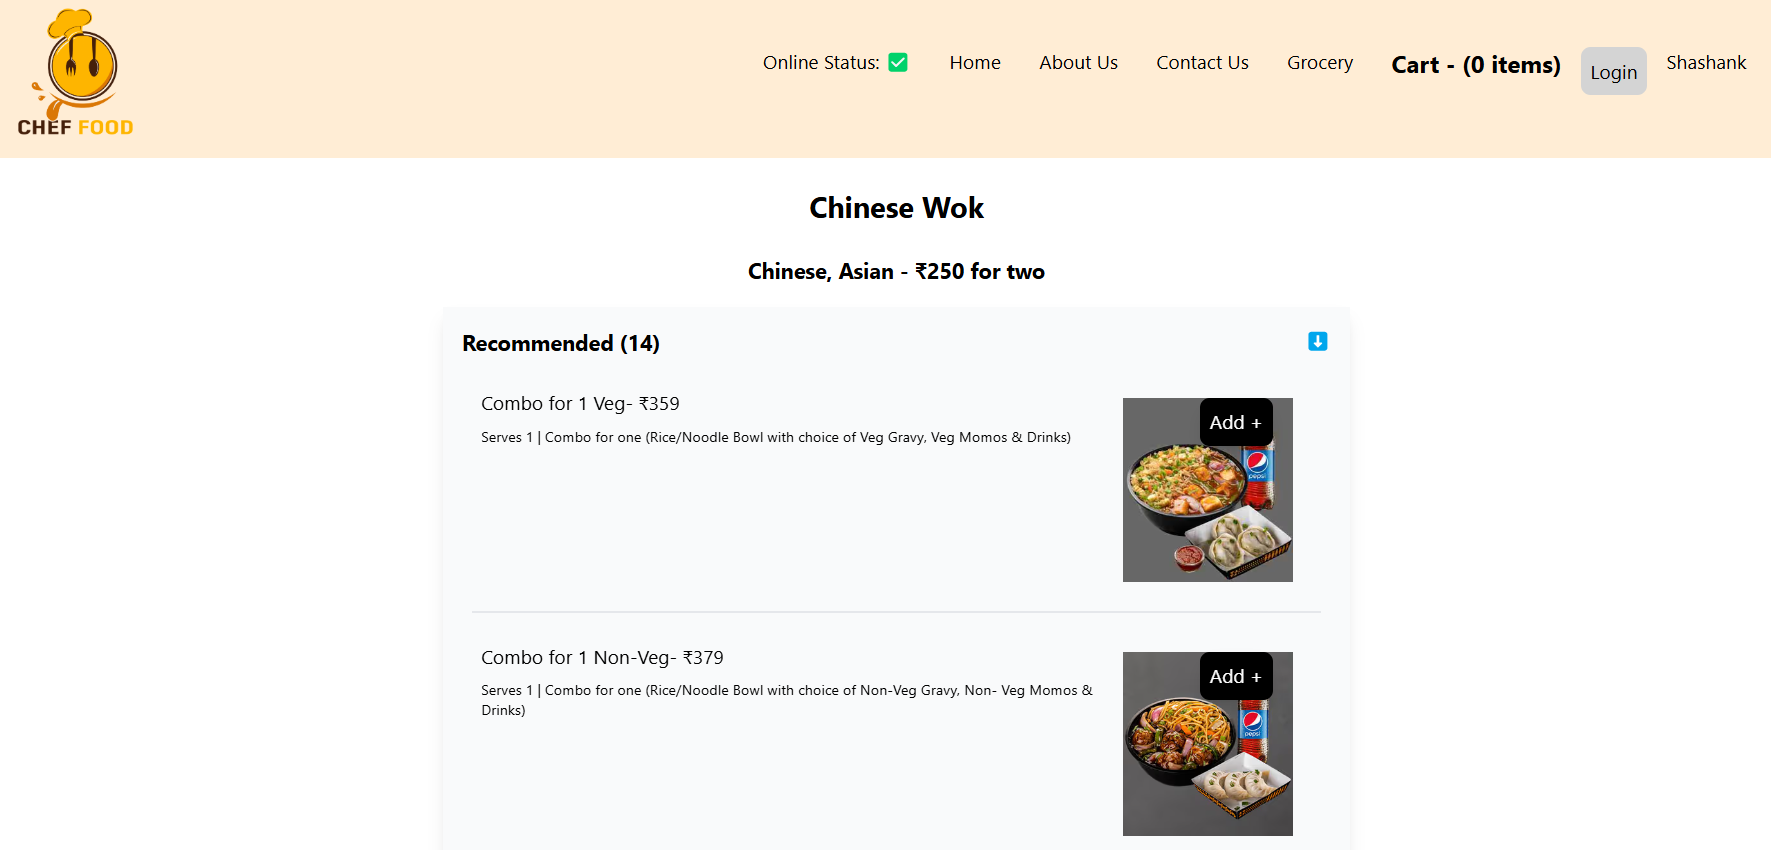 CHEF FOOD
Online Status: ✅ Home About Us Contact Us Grocery Cart - (0 items) Login Shashank
Chinese Wok
Chinese, Asian - ₹250 for two
Recommended (14) ⬇️
Combo for 1 Veg- ₹359
Serves 1 | Combo for one (Rice/Noodle Bowl with choice of Veg Gravy, Veg Momos & Drinks)
Add +
pepsi
Combo for 1 Non-Veg- ₹379
Serves 1 | Combo for one (Rice/Noodle Bowl with choice of Non-Veg Gravy, Non- Veg Momos &
Drinks)
Add +
pepsi